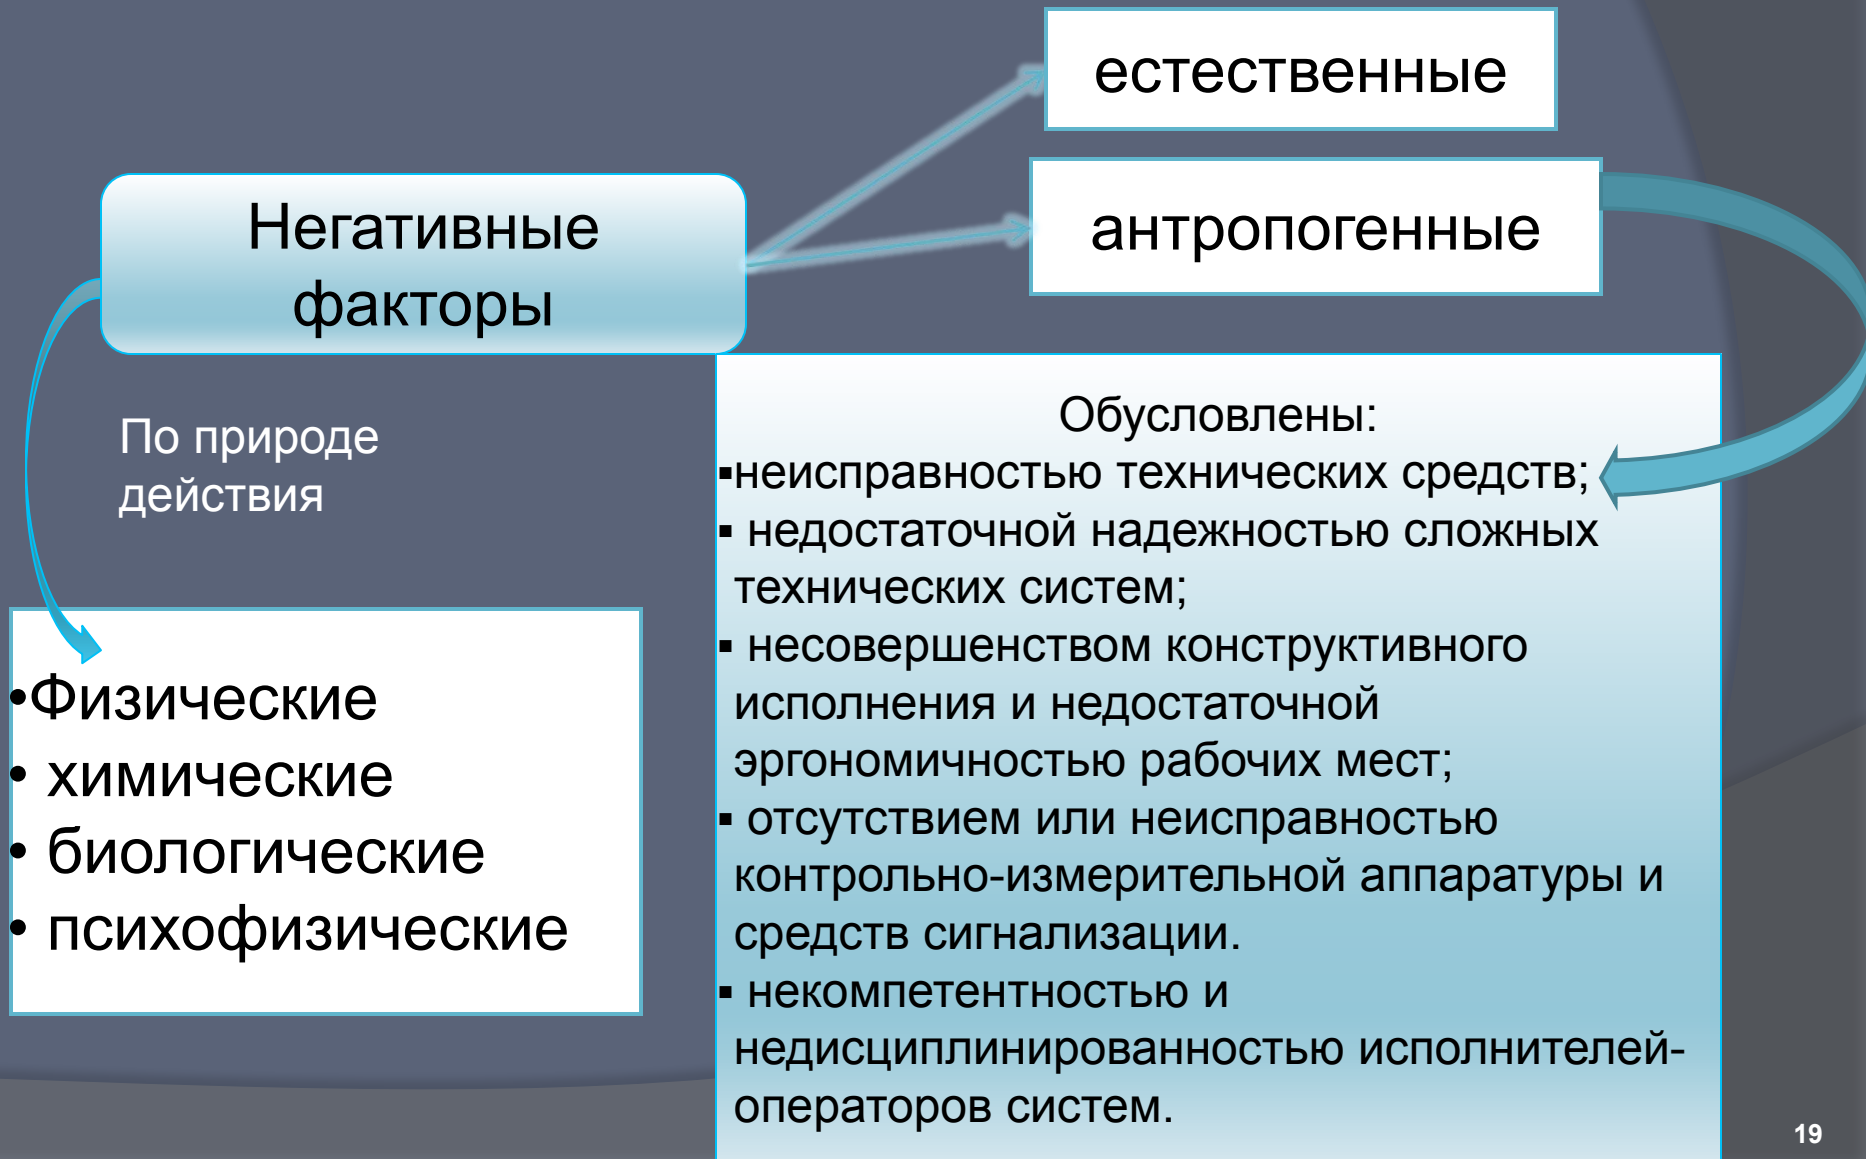 естественные
антропогенные
Негативные
факторы
По природе
действия
•Физические
• химические
• биологические
• психофизические
Обусловлены:
▪неисправностью технических средств;
▪ недостаточной надежностью сложных
технических систем;
▪ несовершенством конструктивного
исполнения и недостаточной
эргономичностью рабочих мест;
▪ отсутствием или неисправностью
контрольно-измерительной аппаратуры и
средств сигнализации.
▪ некомпетентностью и
недисциплинированностью исполнителей-
операторов систем.
19